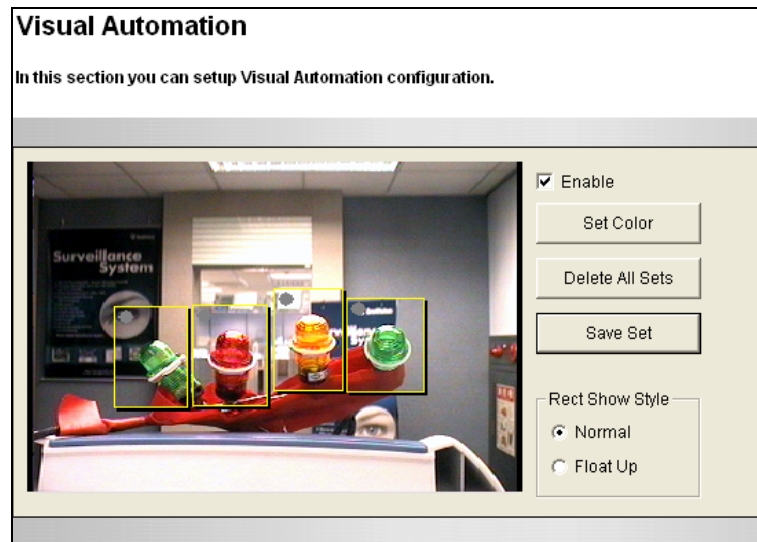 Visual Automation
In this section you can setup Visual Automation configuration.
Surveillance
System
Enable
Set Color
Delete All Sets
Save Set
Rect Show Style
Normal
Float Up